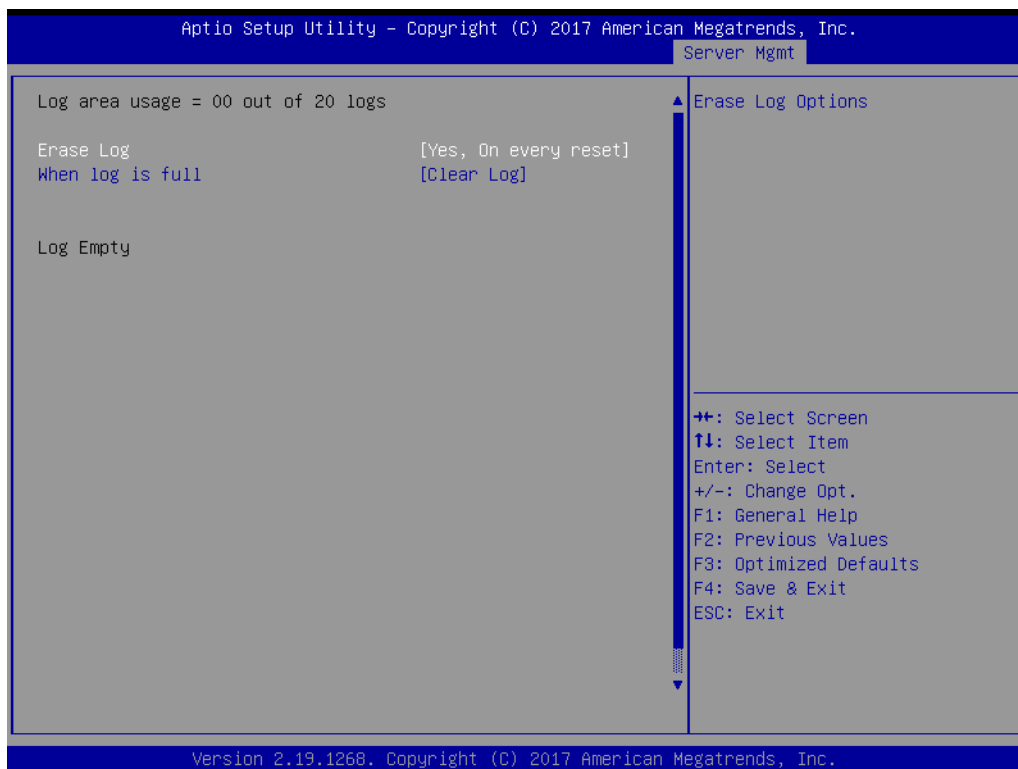 Aptio Setup Utility – Copyright (C) 2017 American Megatrends, Inc.
Server Mgmt
Log area usage = 00 out of 20 logs
Erase Log [Yes, On every reset]
When log is full [Clear Log]
Log Empty
Erase Log Options
→←: Select Screen
↑↓: Select Item
Enter: Select
+/-: Change Opt.
F1: General Help
F2: Previous Values
F3: Optimized Defaults
F4: Save & Exit
ESC: Exit
Version 2.19.1268. Copyright (C) 2017 American Megatrends, Inc.